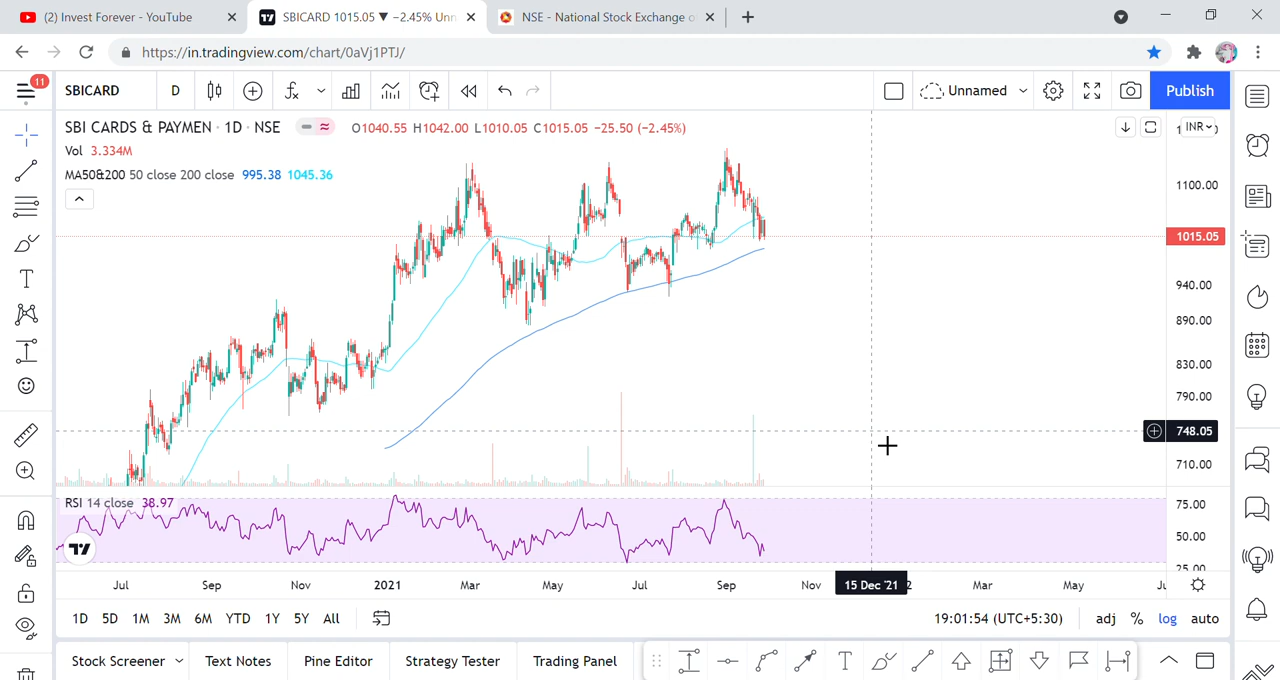 (2) Invest Forever - YouTube
SBICARD 1015.05 ▼ −2.45% Unn
NSE - National Stock Exchange o
https://in.tradingview.com/chart/0aVj1PTJ/
11
SBICARD
D
Unnamed
Publish
SBI CARDS & PAYMEN · 1D · NSE
O1040.55 H1042.00 L1010.05 C1015.05 −25.50 (−2.45%)
INR
Vol 3.334M
MA50&200 50 close 200 close 995.38 1045.36
1100.00
1015.05
940.00
890.00
830.00
790.00
748.05
710.00
RSI 14 close 38.97
75.00
50.00
25.00
Jul Sep Nov 2021 Mar May Jul Sep Nov 15 Dec '21 2 Mar May
1D 5D 1M 3M 6M YTD 1Y 5Y All
19:01:54 (UTC+5:30)
adj % log auto
Stock Screener
Text Notes
Pine Editor
Strategy Tester
Trading Panel